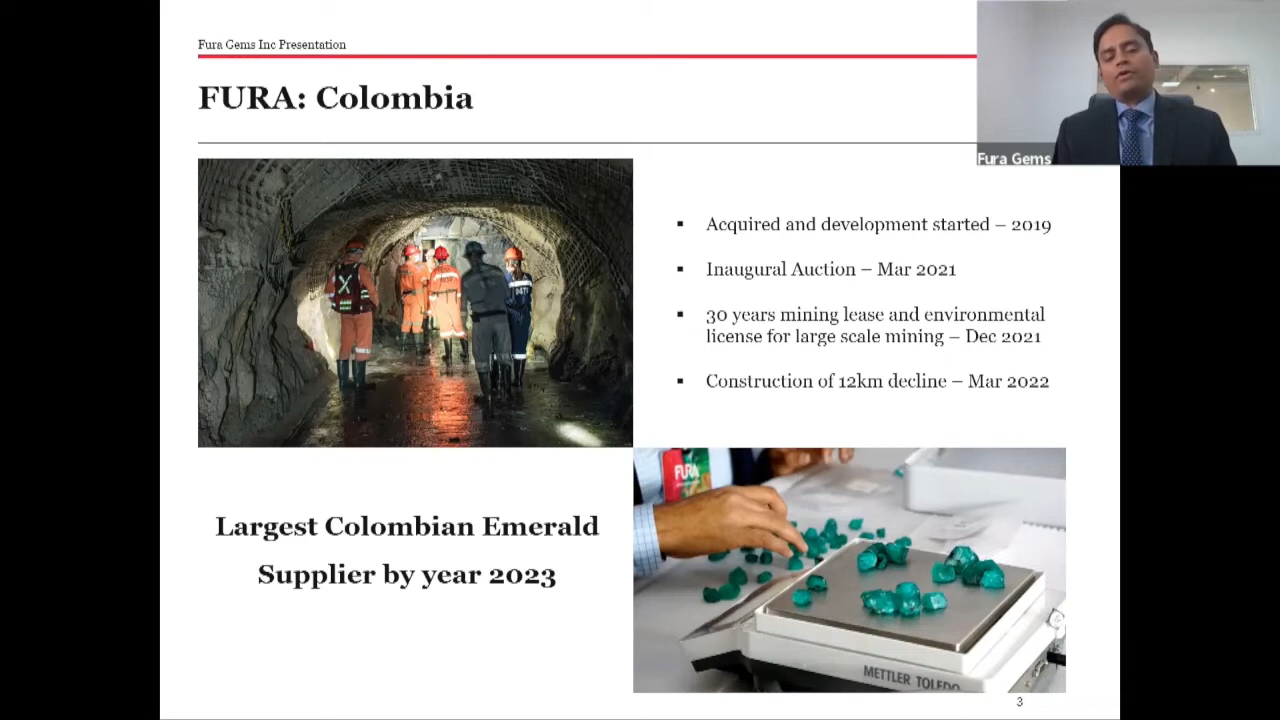 Fura Gems Inc Presentation
FURA: Colombia
Fura Gems
▪ Acquired and development started – 2019
▪ Inaugural Auction – Mar 2021
▪ 30 years mining lease and environmental
license for large scale mining – Dec 2021
▪ Construction of 12km decline – Mar 2022
Largest Colombian Emerald
Supplier by year 2023
FURA
METTLER TOLEDO
3